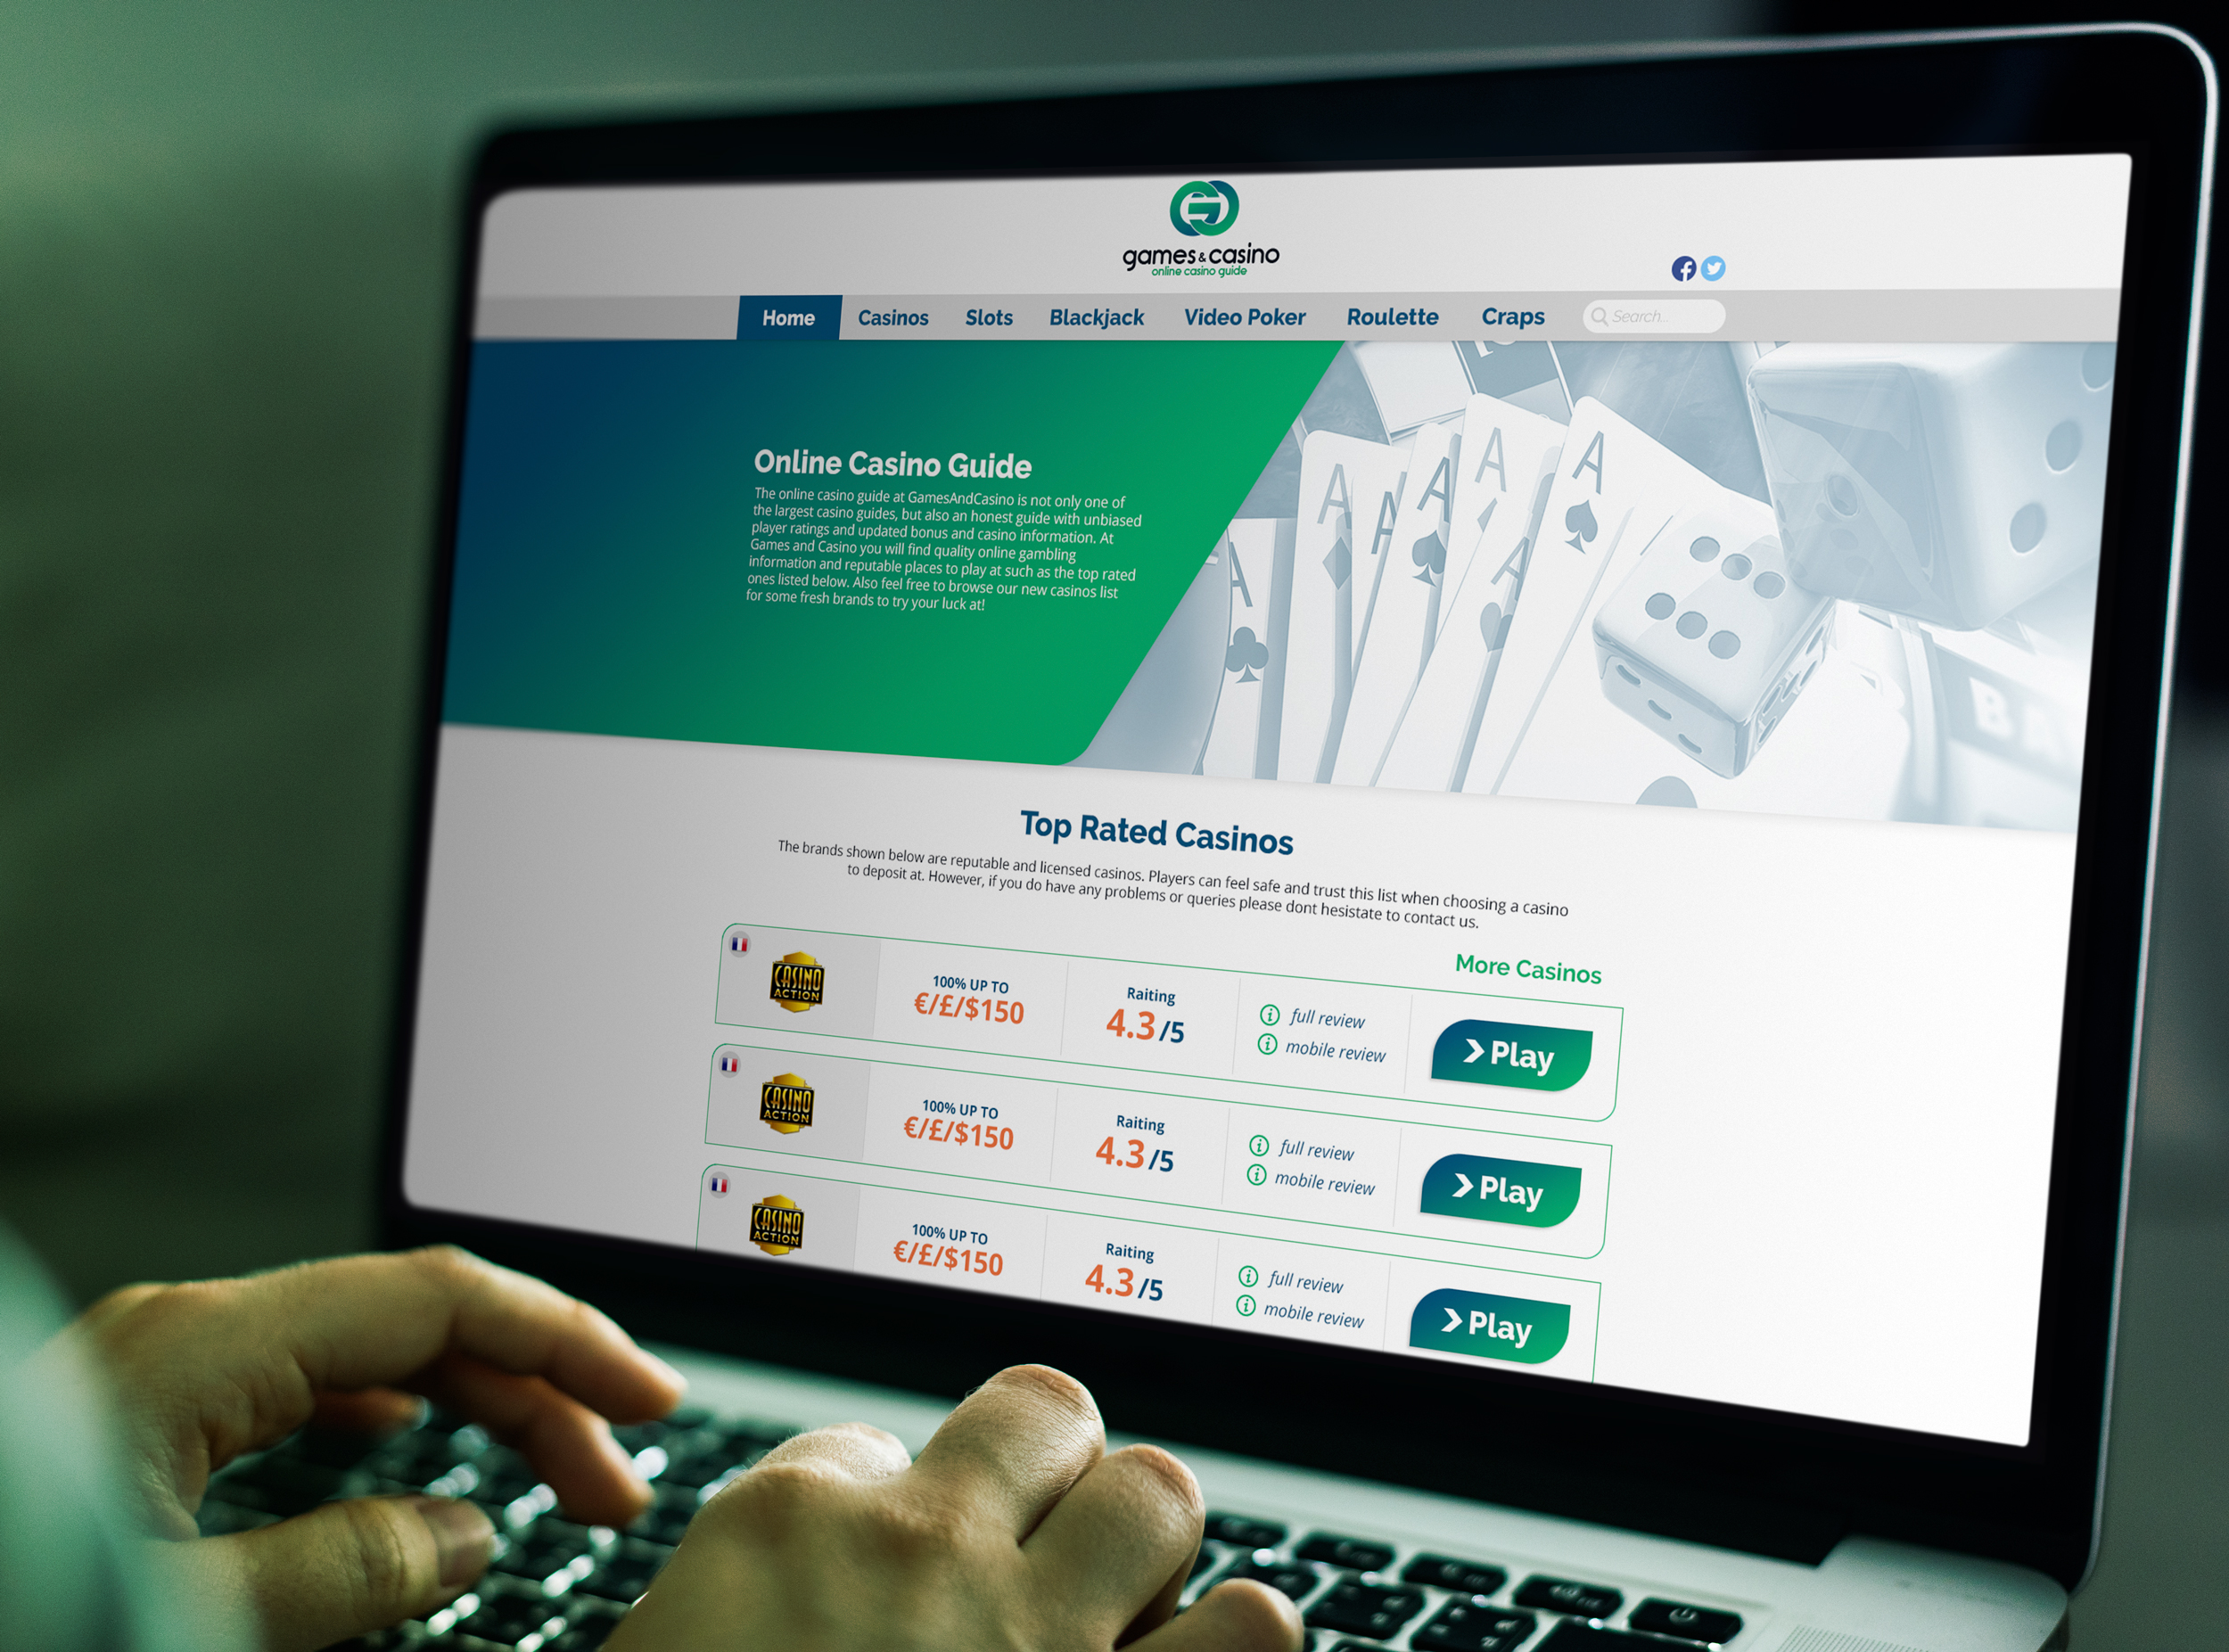 games & casino
online casino guide
Home Casinos Slots Blackjack Video Poker Roulette Craps Search...
Online Casino Guide
The online casino guide at GamesAndCasino is not only one of
the largest casino guides, but also an honest guide with unbiased
player ratings and updated bonus and casino information. At
Games and Casino you will find quality online gambling
information and reputable places to play at such as the top rated
ones listed below. Also feel free to browse our new casinos list
for some fresh brands to try your luck at!
A A A A A A A
BA
Top Rated Casinos
The brands shown below are reputable and licensed casinos. Players can feel safe and trust this list when choosing a casino
to deposit at. However, if you do have any problems or queries please dont hesistate to contact us.
More Casinos
CASINO
ACTION
100% UP TO
€/£/$150
Raiting
4.3/5
full review
mobile review
Play
CASINO
ACTION
100% UP TO
€/£/$150
Raiting
4.3/5
full review
mobile review
Play
CASINO
ACTION
100% UP TO
€/£/$150
Raiting
4.3/5
full review
mobile review
Play